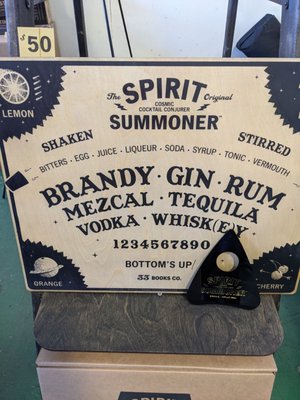 $50
The SPIRIT Original
COSMIC
COCKTAIL CONJURER
SUMMONER
LEMON
SHAKEN
STIRRED
BITTERS · EGG · JUICE · LIQUEUR · SODA · SYRUP · TONIC · VERMOUTH
BRANDY · GIN · RUM
MEZCAL · TEQUILA
VODKA · WHISK(E)Y
1234567890
BOTTOM'S UP
33 BOOKS CO.
ORANGE
CHERRY